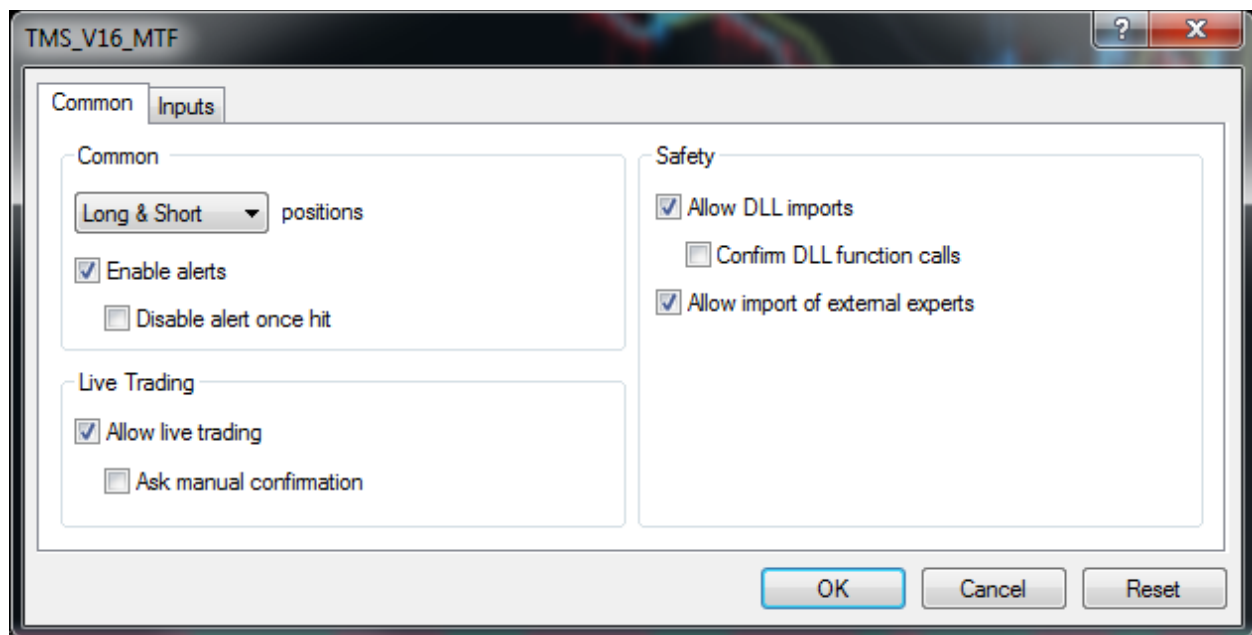 TMS_V16_MTF
?
X
Common
Inputs
Common
Long & Short
positions
Enable alerts
Disable alert once hit
Live Trading
Allow live trading
Ask manual confirmation
Safety
Allow DLL imports
Confirm DLL function calls
Allow import of external experts
OK
Cancel
Reset